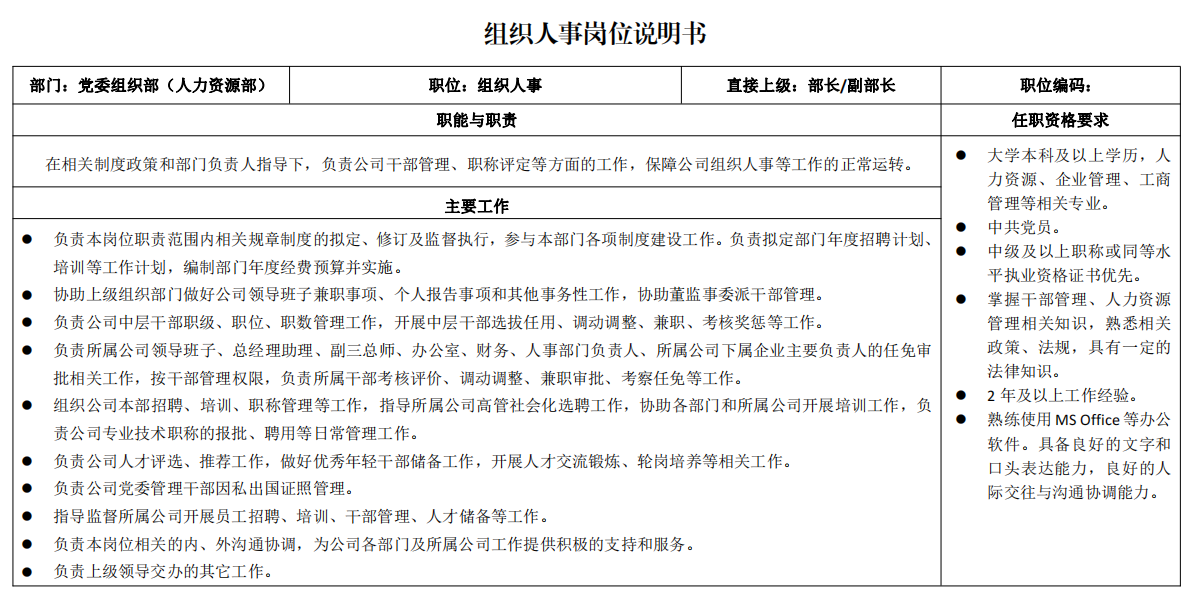 组织人事岗位说明书
部门：党委组织部（人力资源部）
职位：组织人事
直接上级：部长/副部长
职位编码：
职能与职责
任职资格要求
在相关制度政策和部门负责人指导下，负责公司干部管理、职称评定等方面的工作，保障公司组织人事等工作的正常运转。
主要工作
● 负责本岗位职责范围内相关规章制度的拟定、修订及监督执行，参与本部门各项制度建设工作。负责拟定部门年度招聘计划、
培训等工作计划，编制部门年度经费预算并实施。
● 协助上级组织部门做好公司领导班子兼职事项、个人报告事项和其他事务性工作，协助董监事委派干部管理。
● 负责公司中层干部职级、职位、职数管理工作，开展中层干部选拔任用、调动调整、兼职、考核奖惩等工作。
● 负责所属公司领导班子、总经理助理、副三总师、办公室、财务、人事部门负责人、所属公司下属企业主要负责人的任免审
批相关工作，按干部管理权限，负责所属干部考核评价、调动调整、兼职审批、考察任免等工作。
● 组织公司本部招聘、培训、职称管理等工作，指导所属公司高管社会化选聘工作，协助各部门和所属公司开展培训工作，负
责公司专业技术职称的报批、聘用等日常管理工作。
● 负责公司人才评选、推荐工作，做好优秀年轻干部储备工作，开展人才交流锻炼、轮岗培养等相关工作。
● 负责公司党委管理干部因私出国证照管理。
● 指导监督所属公司开展员工招聘、培训、干部管理、人才储备等工作。
● 负责本岗位相关的内、外沟通协调，为公司各部门及所属公司工作提供积极的支持和服务。
● 负责上级领导交办的其它工作。
● 大学本科及以上学历，人
力资源、企业管理、工商
管理等相关专业。
● 中共党员。
● 中级及以上职称或同等水
平执业资格证书优先。
● 掌握干部管理、人力资源
管理相关知识，熟悉相关
政策、法规，具有一定的
法律知识。
● 2 年及以上工作经验。
● 熟练使用 MS Office 等办公
软件。具备良好的文字和
口头表达能力，良好的人
际交往与沟通协调能力。